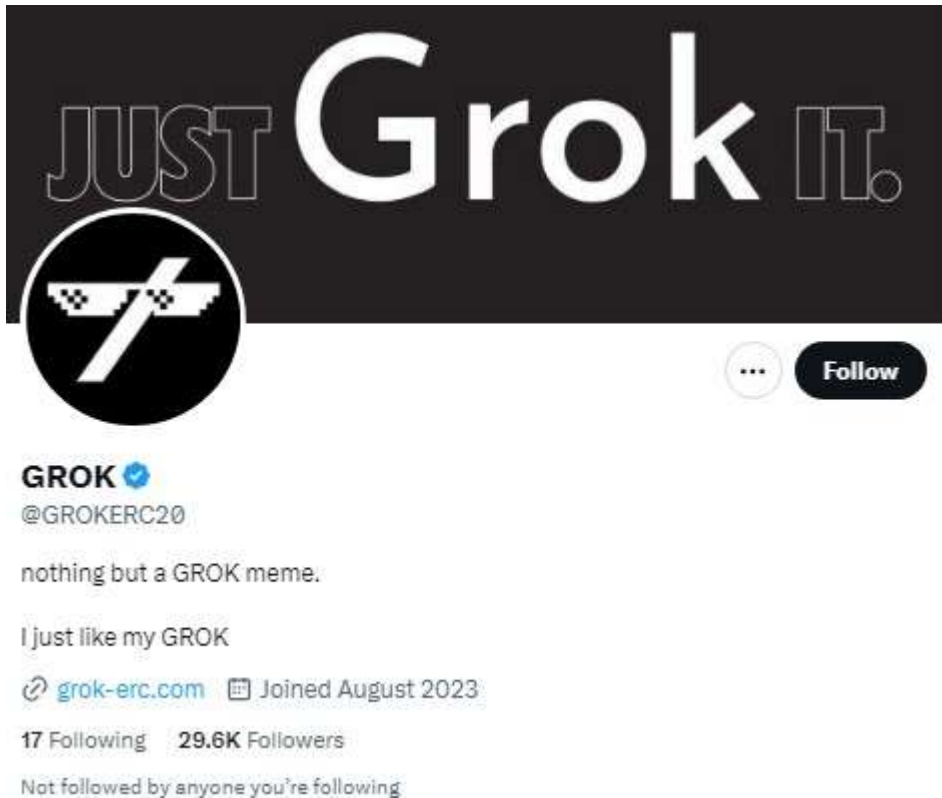 JUST Grok IT.
Follow
GROK
@GROKERC20
nothing but a GROK meme.
I just like my GROK
grok-erc.com Joined August 2023
17 Following 29.6K Followers
Not followed by anyone you're following